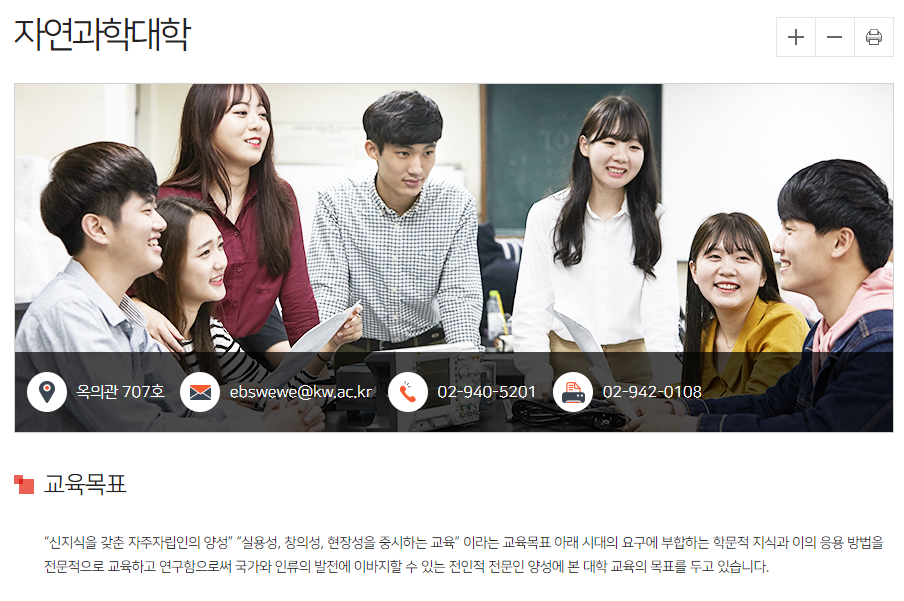 자연과학대학
옥의관 707호 ebswewe@kw.ac.kr 02-940-5201 02-942-0108
교육목표
“신지식을 갖춘 자주자립인의 양성” “실용성, 창의성, 현장성을 중시하는 교육” 이라는 교육목표 아래 시대의 요구에 부합하는 학문적 지식과 이의 응용 방법을
전문적으로 교육하고 연구함으로써 국가와 인류의 발전에 이바지할 수 있는 전인적 전문인 양성에 본 대학 교육의 목표를 두고 있습니다.